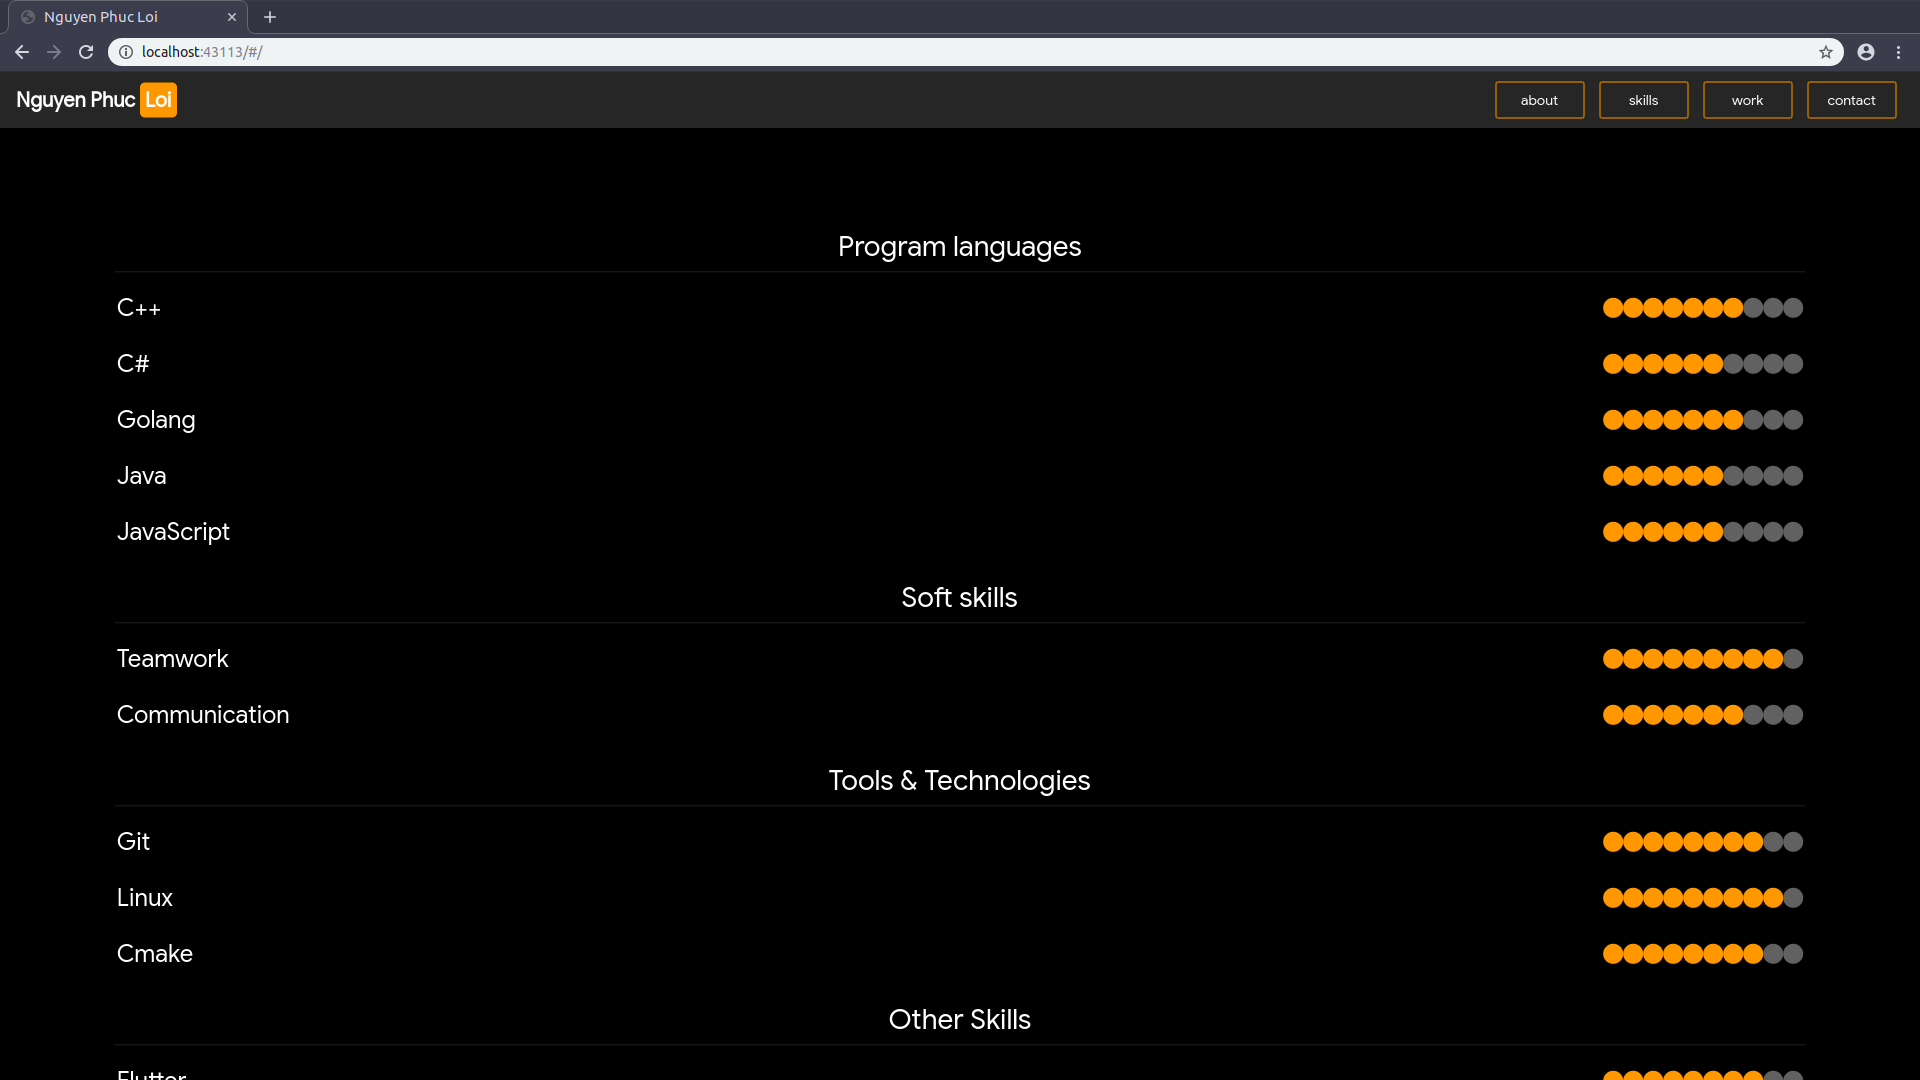 Nguyen Phuc Loi
localhost:43113/#/
Nguyen Phuc Loi
about
skills
work
contact
Program languages
C++
C#
Golang
Java
JavaScript
Soft skills
Teamwork
Communication
Tools & Technologies
Git
Linux
Cmake
Other Skills
Flutter